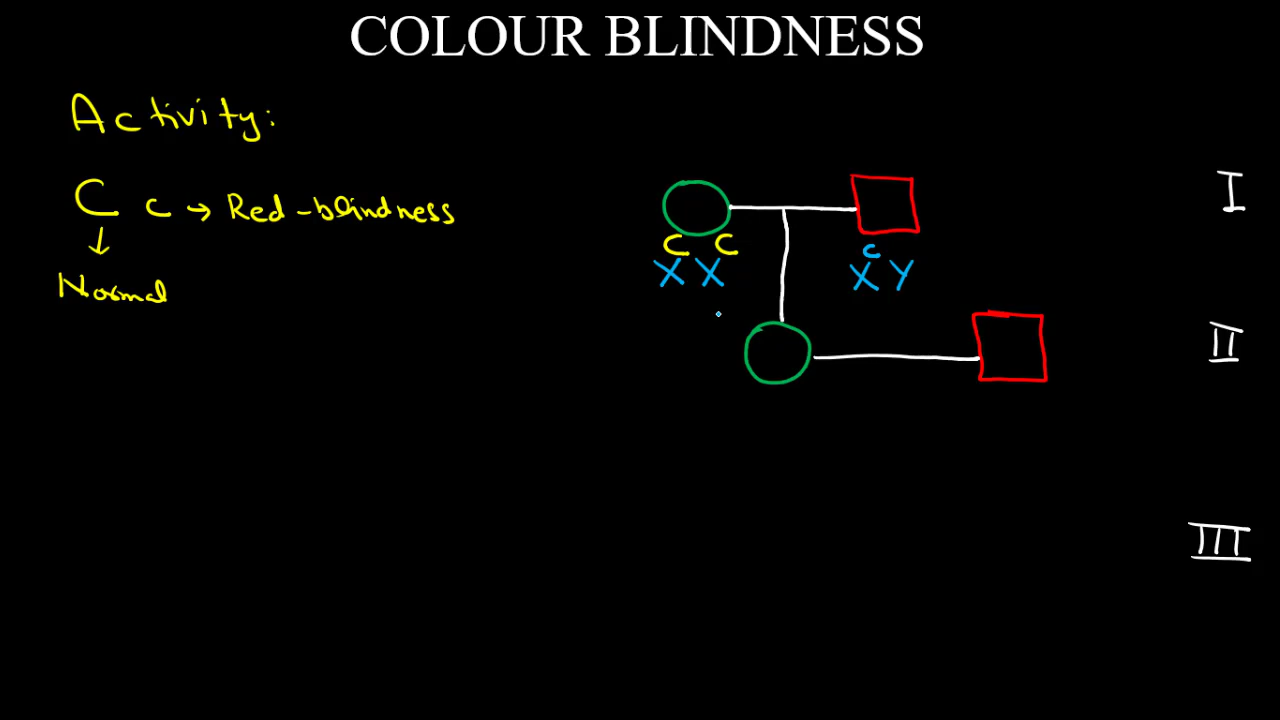 COLOUR BLINDNESS
Activity:
C c → Red-blindness
↓
Normal
I
C C
X X
c
X Y
II
III